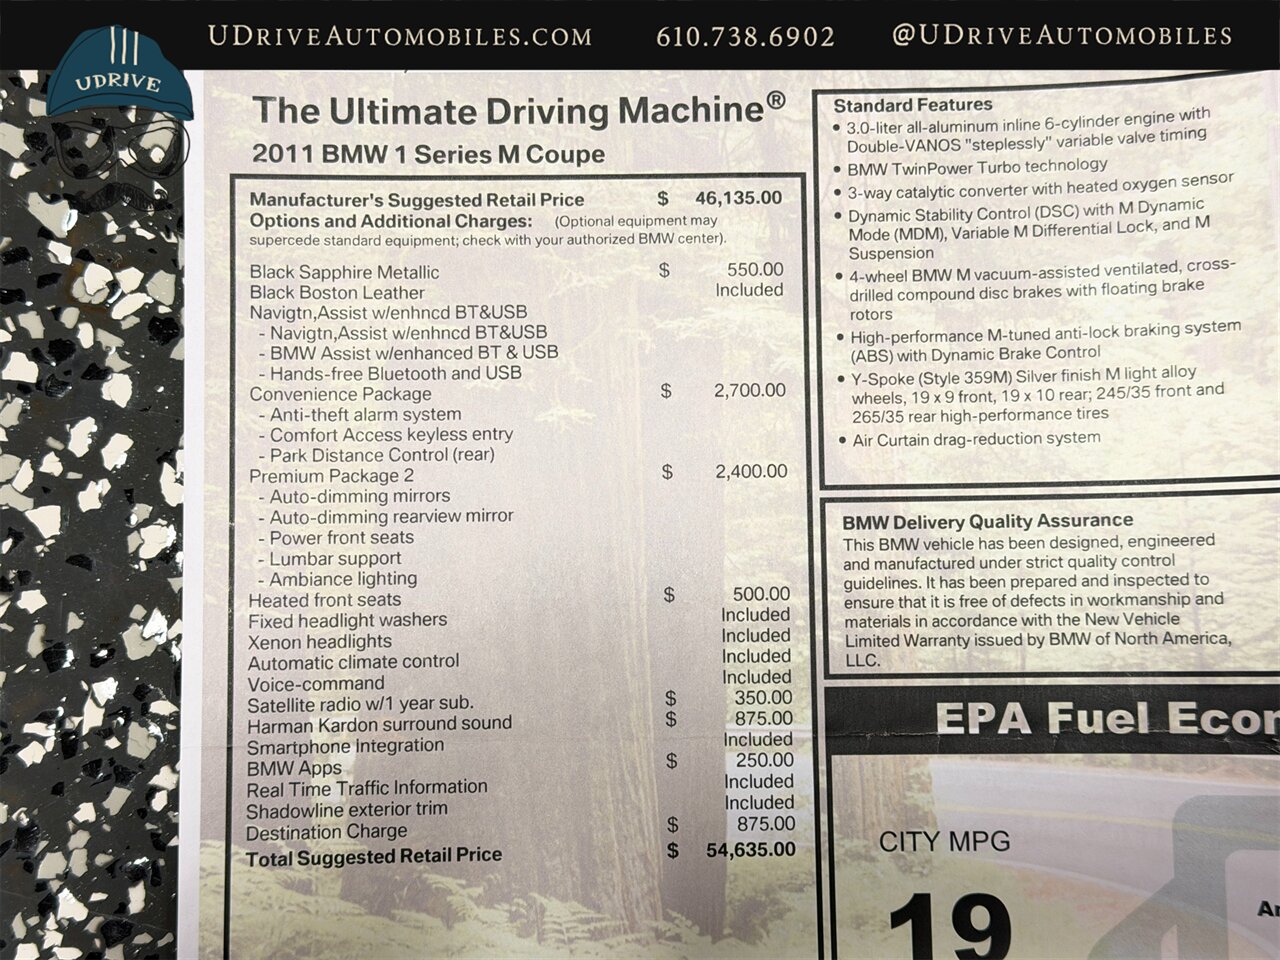 UDRIVEAUTOMOBILES.COM 610.738.6902 @UDRIVEAUTOMOBILES
UDRIVE
The Ultimate Driving Machine®
2011 BMW 1 Series M Coupe
Manufacturer's Suggested Retail Price $ 46,135.00
Options and Additional Charges: (Optional equipment may
supercede standard equipment; check with your authorized BMW center).
Black Sapphire Metallic $ 550.00
Black Boston Leather Included
Navigtn,Assist w/enhncd BT&USB
- Navigtn,Assist w/enhncd BT&USB
- BMW Assist w/enhanced BT & USB
- Hands-free Bluetooth and USB
Convenience Package $ 2,700.00
- Anti-theft alarm system
- Comfort Access keyless entry
- Park Distance Control (rear)
Premium Package 2 $ 2,400.00
- Auto-dimming mirrors
- Auto-dimming rearview mirror
- Power front seats
- Lumbar support
- Ambiance lighting
Heated front seats $ 500.00
Fixed headlight washers Included
Xenon headlights Included
Automatic climate control Included
Voice-command Included
Satellite radio w/1 year sub. $ 350.00
Harman Kardon surround sound $ 875.00
Smartphone Integration Included
BMW Apps $ 250.00
Real Time Traffic Information Included
Shadowline exterior trim Included
Destination Charge $ 875.00
Total Suggested Retail Price $ 54,635.00
Standard Features
• 3.0-liter all-aluminum inline 6-cylinder engine with
Double-VANOS "steplessly" variable valve timing
• BMW TwinPower Turbo technology
• 3-way catalytic converter with heated oxygen sensor
• Dynamic Stability Control (DSC) with M Dynamic
Mode (MDM), Variable M Differential Lock, and M
Suspension
• 4-wheel BMW M vacuum-assisted ventilated, cross-
drilled compound disc brakes with floating brake
rotors
• High-performance M-tuned anti-lock braking system
(ABS) with Dynamic Brake Control
• Y-Spoke (Style 359M) Silver finish M light alloy
wheels, 19 x 9 front, 19 x 10 rear; 245/35 front and
265/35 rear high-performance tires
• Air Curtain drag-reduction system
BMW Delivery Quality Assurance
This BMW vehicle has been designed, engineered
and manufactured under strict quality control
guidelines. It has been prepared and inspected to
ensure that it is free of defects in workmanship and
materials in accordance with the New Vehicle
Limited Warranty issued by BMW of North America,
LLC.
EPA Fuel Econ
CITY MPG
19